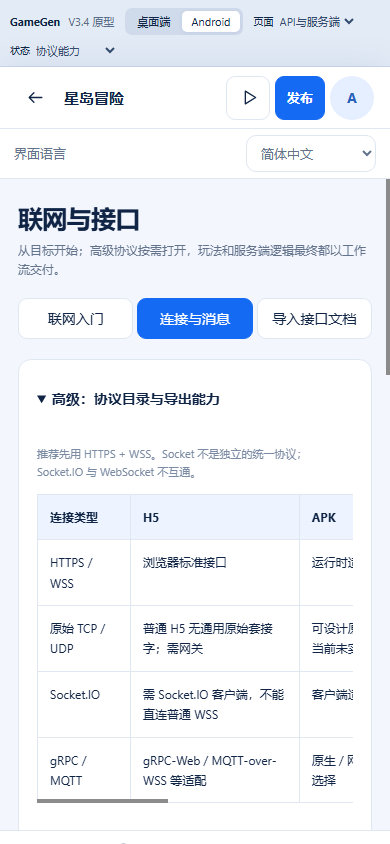 GameGen V3.4 原型 桌面端 Android 页面 API与服务端
状态 协议能力
星岛冒险 发布 A
界面语言 简体中文
联网与接口
从目标开始；高级协议按需打开，玩法和服务端逻辑最终都以工作
流交付。
联网入门 连接与消息 导入接口文档
▼ 高级：协议目录与导出能力
推荐先用 HTTPS + WSS。Socket 不是独立的统一协议；
Socket.IO 与 WebSocket 不互通。
连接类型 H5 APK
HTTPS / 浏览器标准接口 运行时
WSS
原始 TCP / 普通 H5 无通用原始套接 可设计
UDP 字；需网关 当前未
Socket.IO 需 Socket.IO 客户端，不能 客户端
直连普通 WSS
gRPC / gRPC-Web / MQTT-over- 原生 /
MQTT WSS 等适配 选择